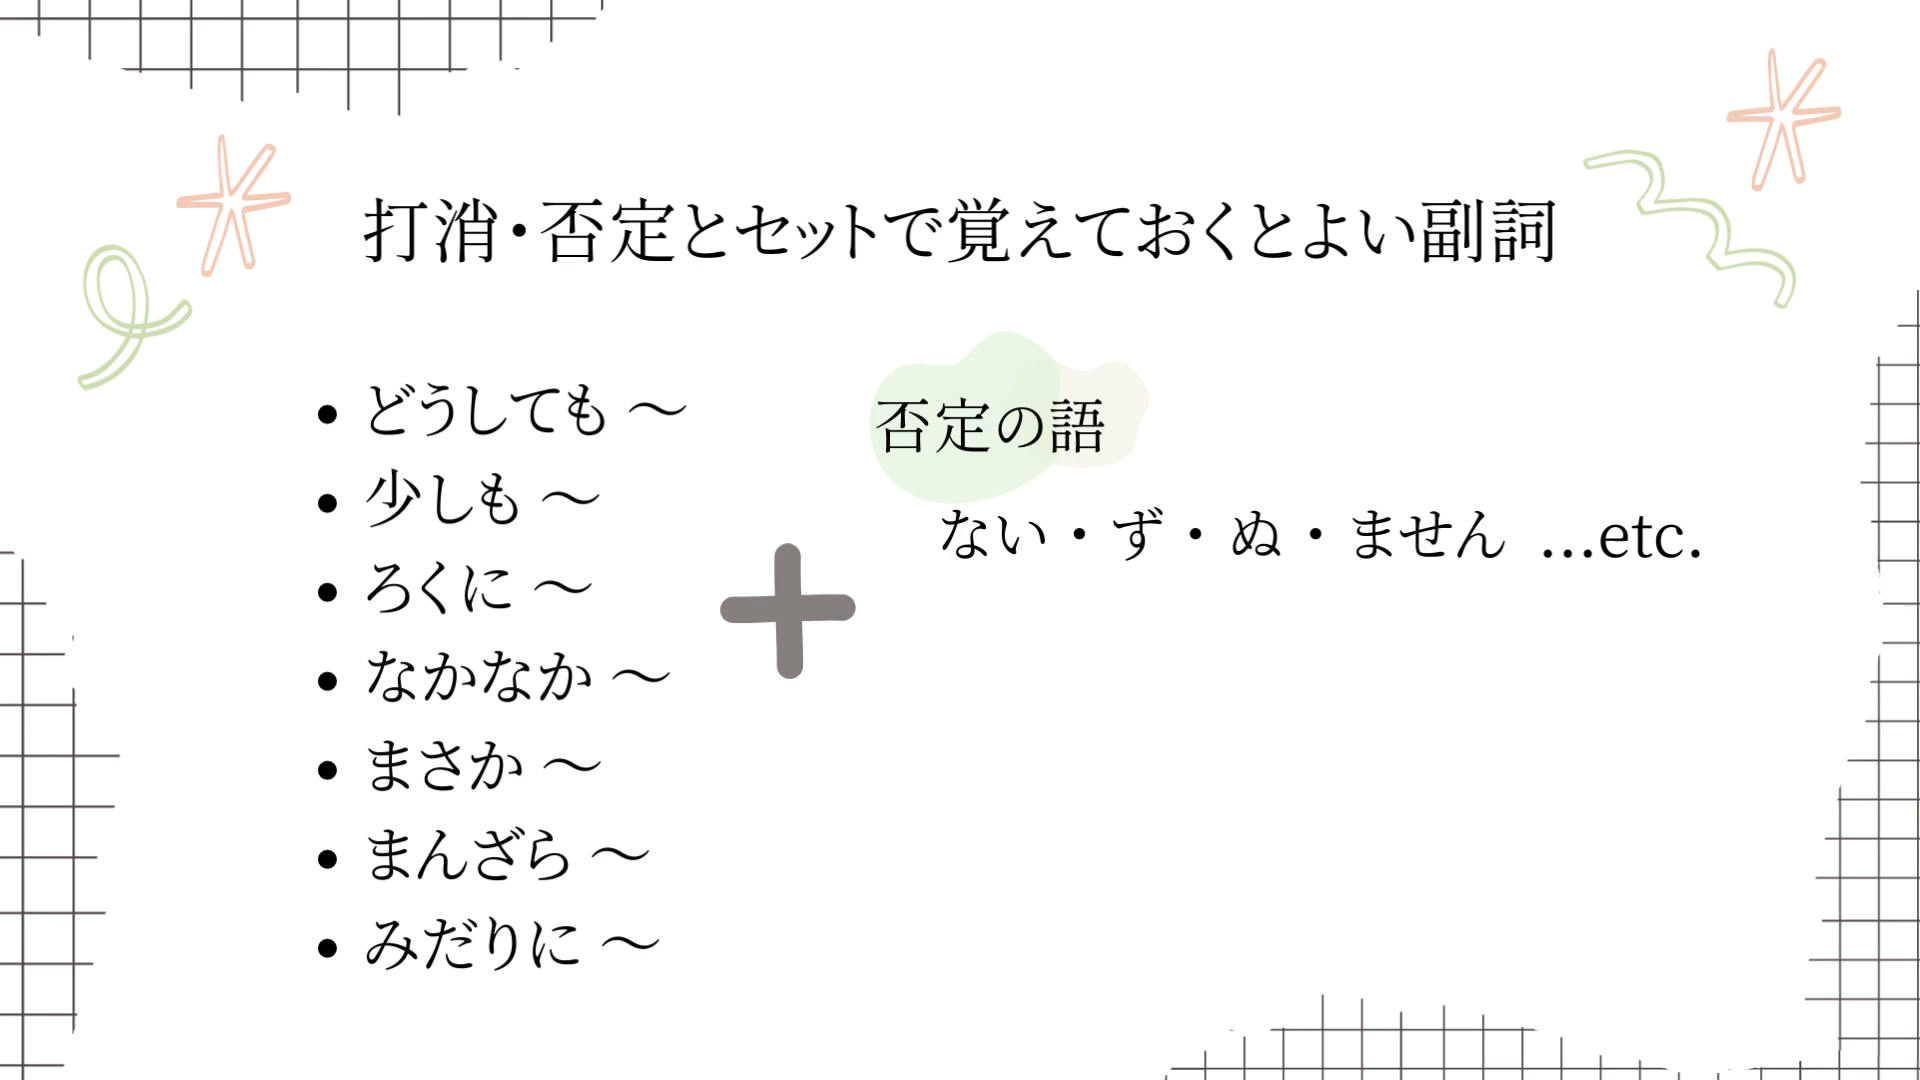 打消・否定とセットで覚えておくとよい副詞
• どうしても 〜
• 少しも 〜
• ろくに 〜
• なかなか 〜
• まさか 〜
• まんざら 〜
• みだりに 〜
+
否定の語
ない・ず・ぬ・ません …etc.